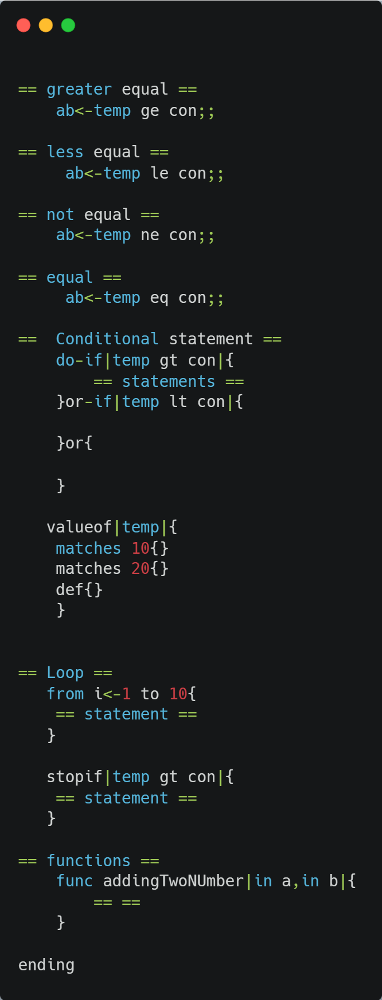 == greater equal ==
    ab<-temp ge con;;
== less equal ==
     ab<-temp le con;;
== not equal ==
    ab<-temp ne con;;
== equal ==
     ab<-temp eq con;;
==  Conditional statement ==
    do-if|temp gt con|{
        == statements ==
    }or-if|temp lt con|{
    }or{
    }
   valueof|temp|{
    matches 10{}
    matches 20{}
    def{}
    }
== Loop ==
   from i<-1 to 10{
    == statement ==
   }
   stopif|temp gt con|{
    == statement ==
   }
== functions ==
    func addingTwoNUmber|in a,in b|{
        == ==
    }
ending